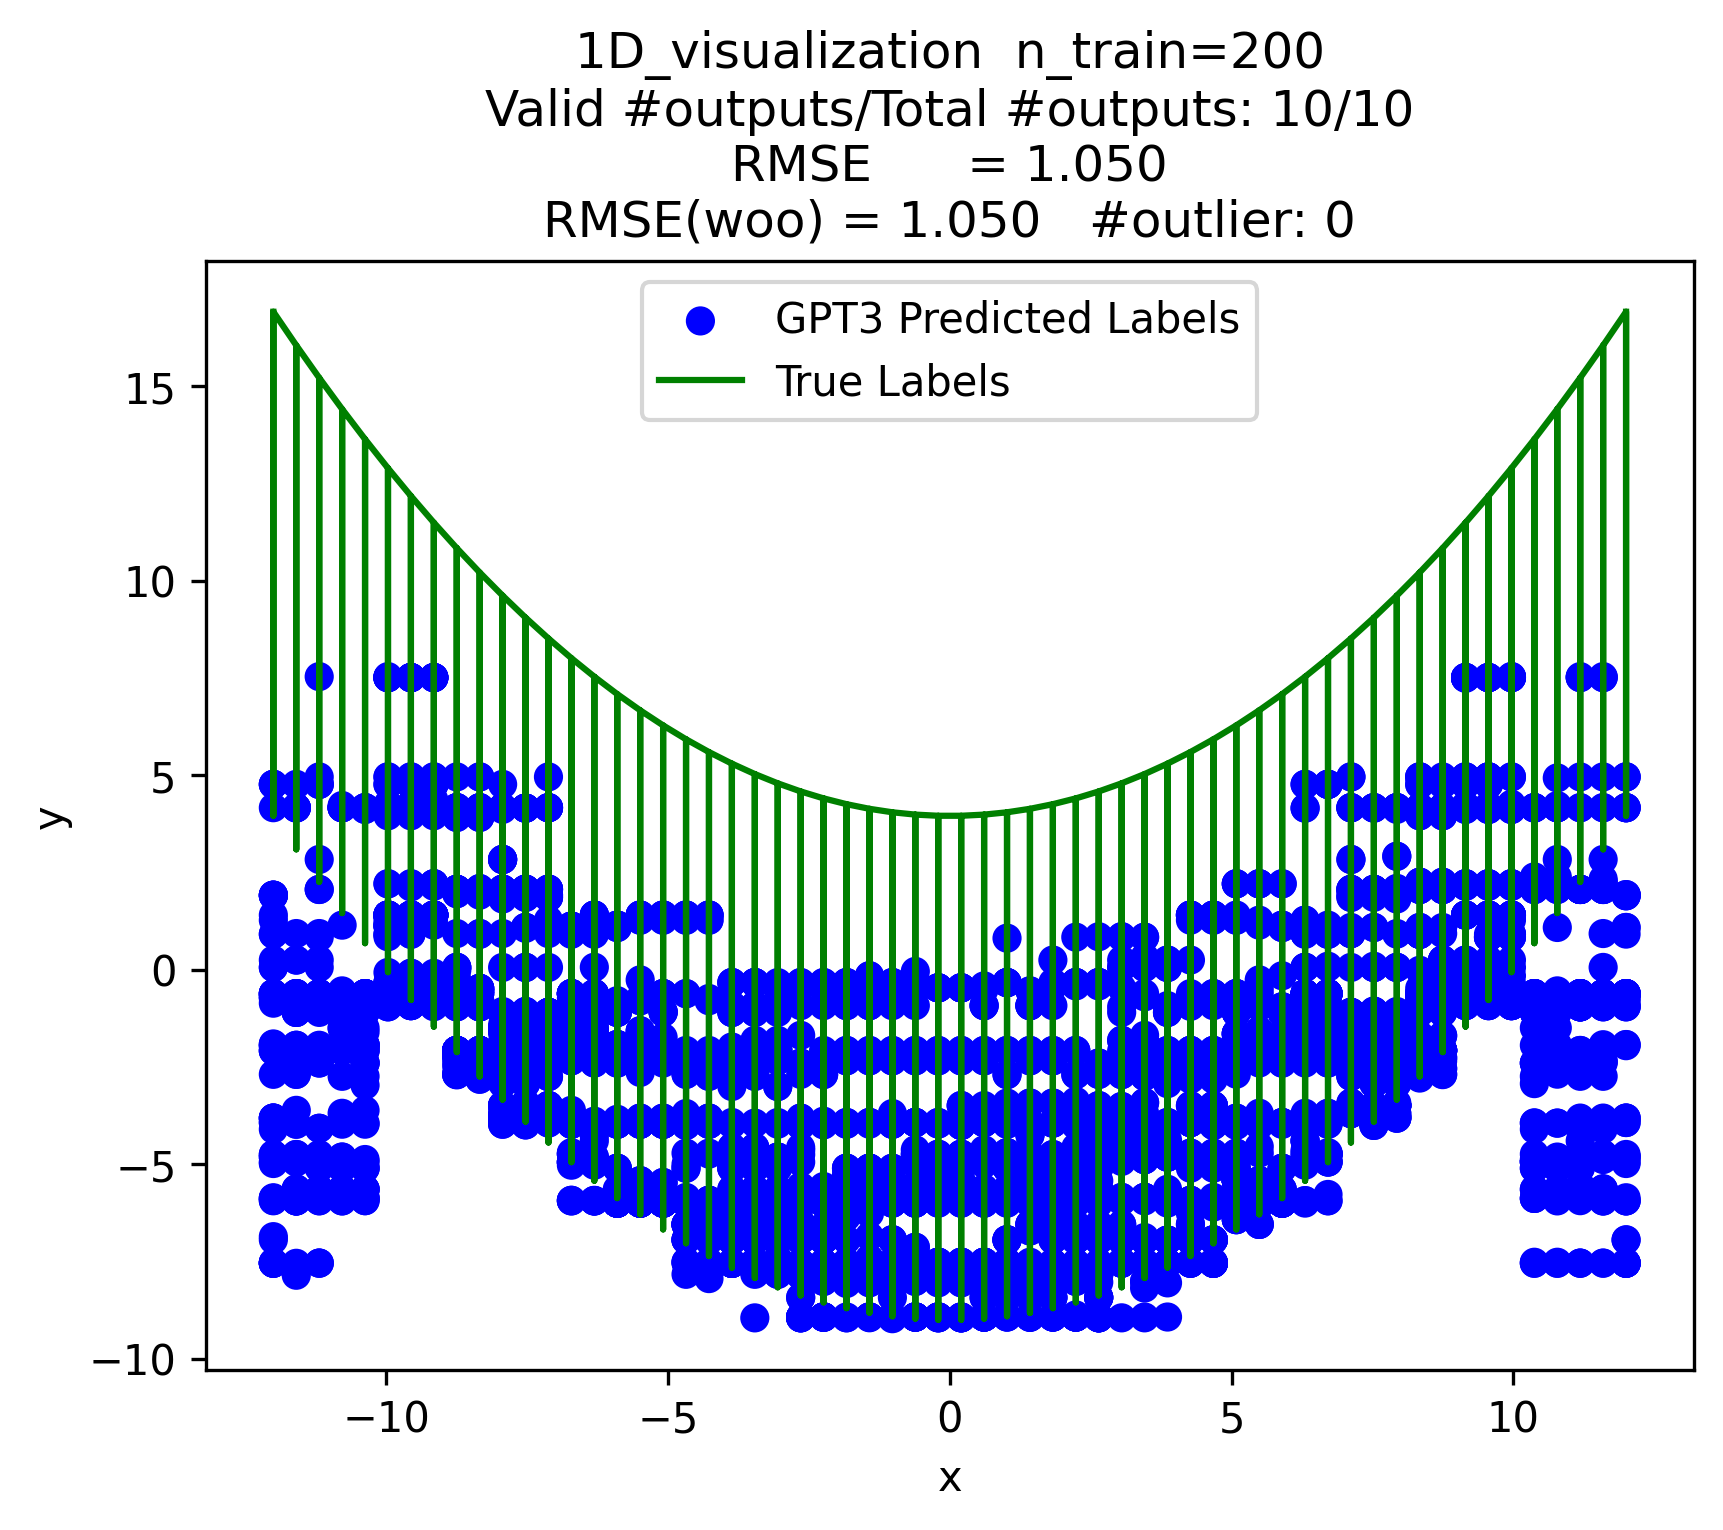 1D_visualization  n_train=200
Valid #outputs/Total #outputs: 10/10
RMSE      = 1.050
RMSE(woo) = 1.050   #outlier: 0
GPT3 Predicted Labels
True Labels
15
10
5
0
−5
−10
y
−10
−5
0
5
10
x